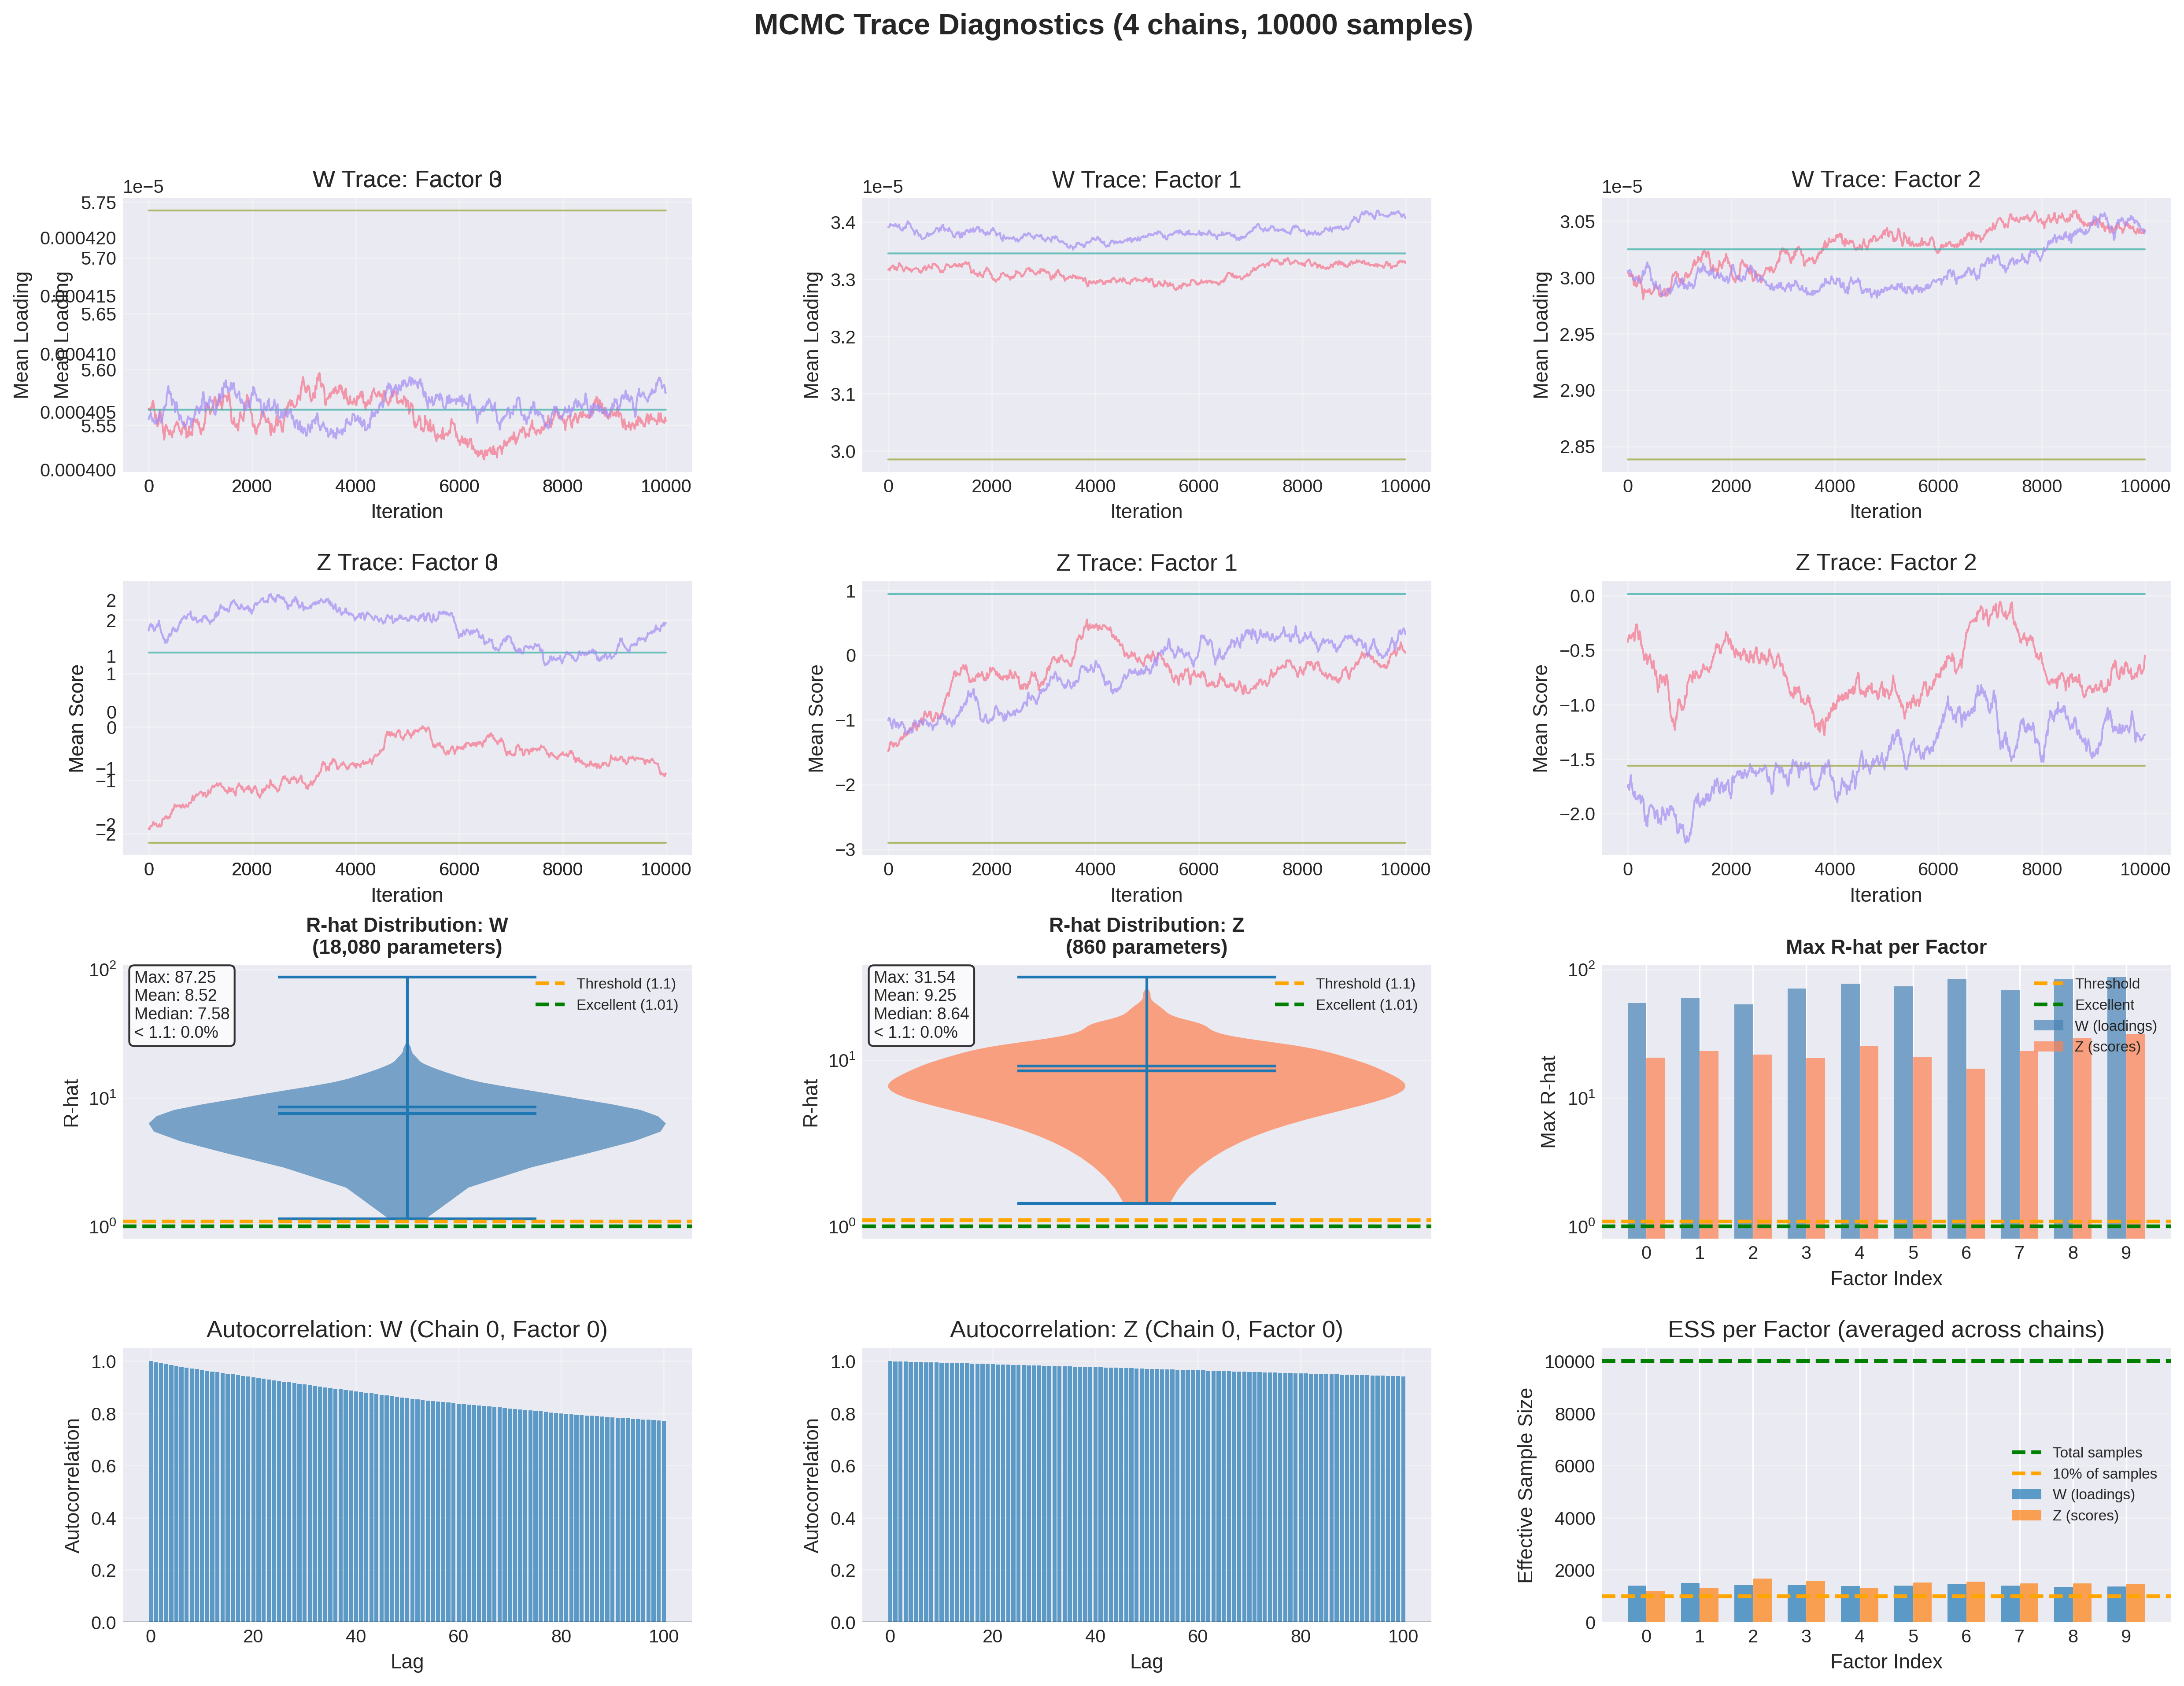 MCMC Trace Diagnostics (4 chains, 10000 samples)
W Trace: Factor
1e−5
5.75
0.000420
5.70
0.000415
5.65
0.000410
5.60
0.000405
5.55
0.000400
Mean Loading
Mean Loading
0 2000 4000 6000 8000 10000
Iteration
W Trace: Factor 1
1e−5
3.4
3.3
3.2
3.1
3.0
Mean Loading
0 2000 4000 6000 8000 10000
Iteration
W Trace: Factor 2
1e−5
3.05
3.00
2.95
2.90
2.85
Mean Loading
0 2000 4000 6000 8000 10000
Iteration
Z Trace: Factor
2
2
1
1
0
0
−1
−1
−2
−2
Mean Score
0 2000 4000 6000 8000 10000
Iteration
Z Trace: Factor 1
1
0
−1
−2
−3
Mean Score
0 2000 4000 6000 8000 10000
Iteration
Z Trace: Factor 2
0.0
−0.5
−1.0
−1.5
−2.0
Mean Score
0 2000 4000 6000 8000 10000
Iteration
R-hat Distribution: W
(18,080 parameters)
Max: 87.25
Mean: 8.52
Median: 7.58
< 1.1: 0.0%
Threshold (1.1)
Excellent (1.01)
10²
10¹
10⁰
R-hat
R-hat Distribution: Z
(860 parameters)
Max: 31.54
Mean: 9.25
Median: 8.64
< 1.1: 0.0%
Threshold (1.1)
Excellent (1.01)
10¹
10⁰
R-hat
Max R-hat per Factor
Threshold
Excellent
W (loadings)
Z (scores)
10²
10¹
10⁰
Max R-hat
0 1 2 3 4 5 6 7 8 9
Factor Index
Autocorrelation: W (Chain 0, Factor 0)
1.0
0.8
0.6
0.4
0.2
0.0
Autocorrelation
0 20 40 60 80 100
Lag
Autocorrelation: Z (Chain 0, Factor 0)
1.0
0.8
0.6
0.4
0.2
0.0
Autocorrelation
0 20 40 60 80 100
Lag
ESS per Factor (averaged across chains)
10000
8000
6000
4000
2000
0
Effective Sample Size
Total samples
10% of samples
W (loadings)
Z (scores)
0 1 2 3 4 5 6 7 8 9
Factor Index